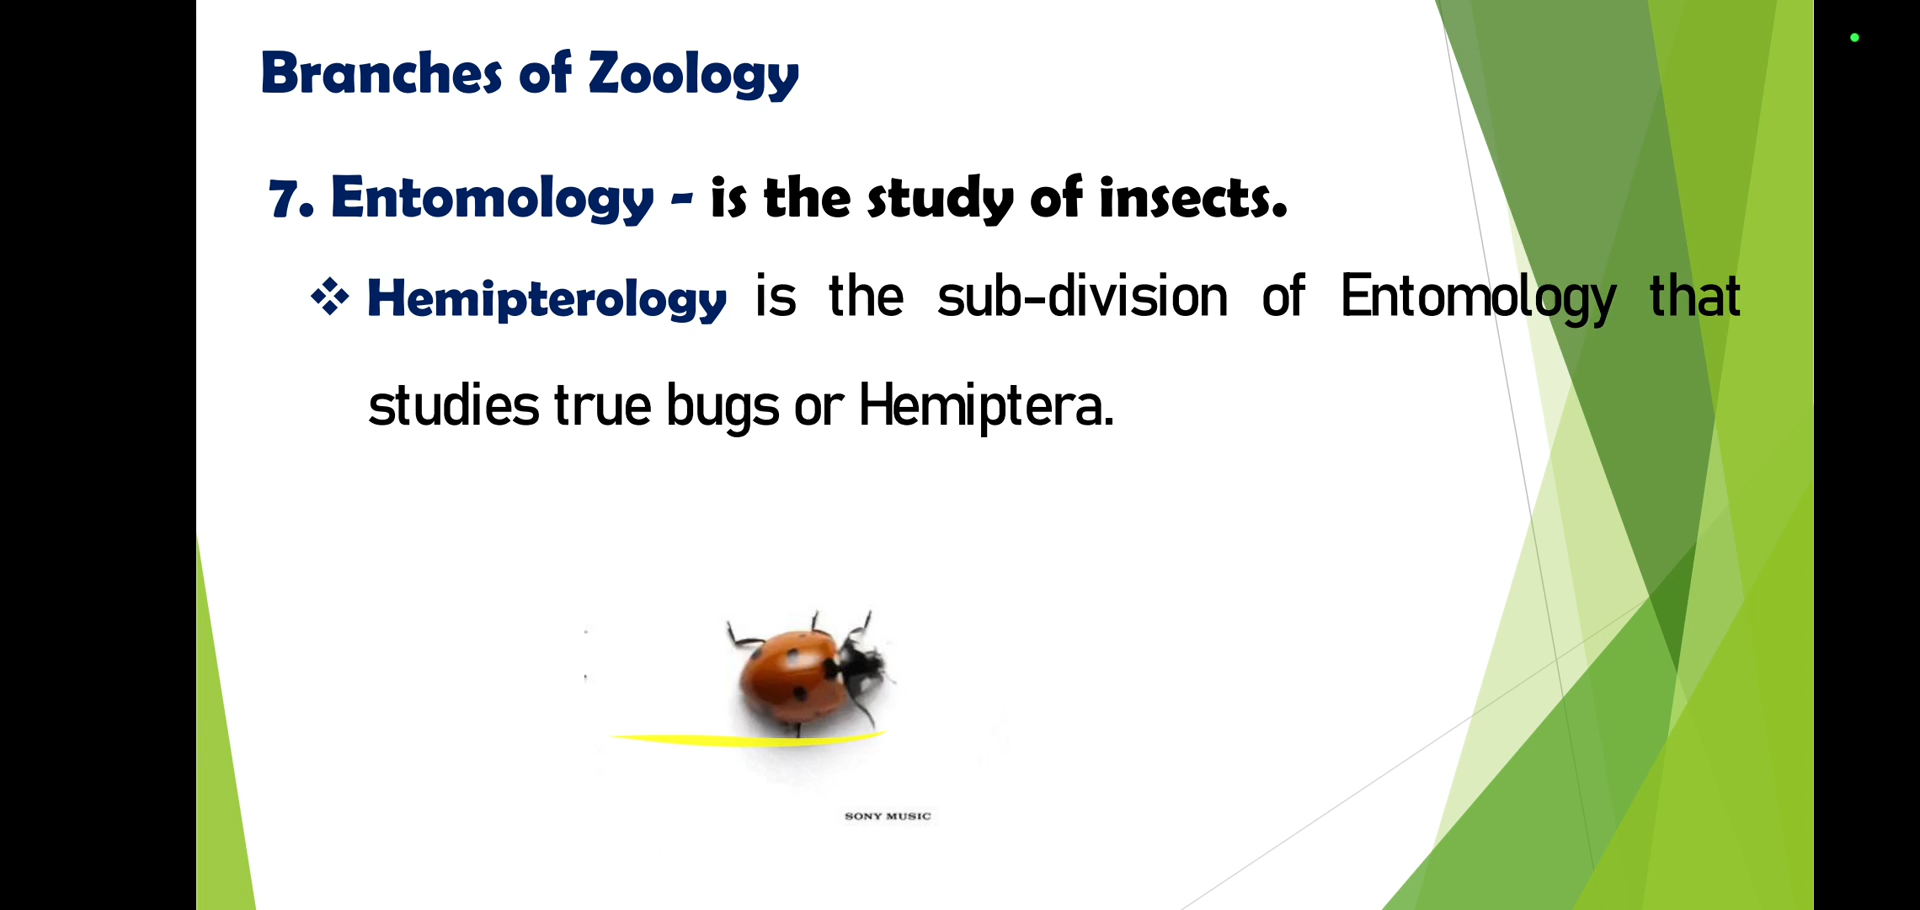 Branches of Zoology
7. Entomology - is the study of insects.
❖ Hemipterology is the sub-division of Entomology that
studies true bugs or Hemiptera.
SONY MUSIC